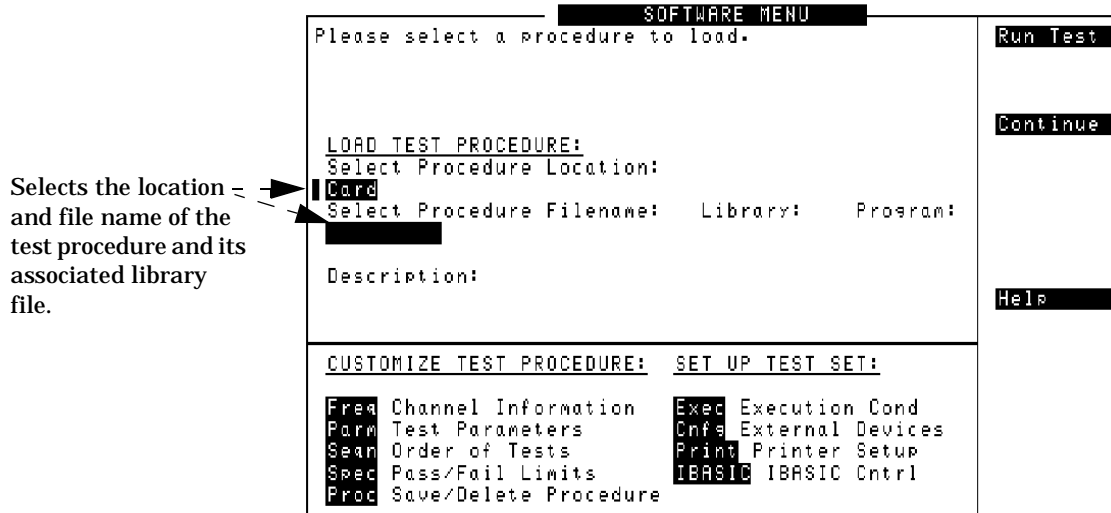 SOFTWARE MENU
Please select a procedure to load.
Run Test
Continue
LOAD TEST PROCEDURE:
Select Procedure Location:
Card
Select Procedure Filename: Library: Program:
Description:
Help
Selects the location
and file name of the
test procedure and its
associated library
file.
CUSTOMIZE TEST PROCEDURE: SET UP TEST SET:
Freq Channel Information Exec Execution Cond
Parm Test Parameters Cnfg External Devices
Seqn Order of Tests Print Printer Setup
Spec Pass/Fail Limits IBASIC IBASIC Cntrl
Proc Save/Delete Procedure